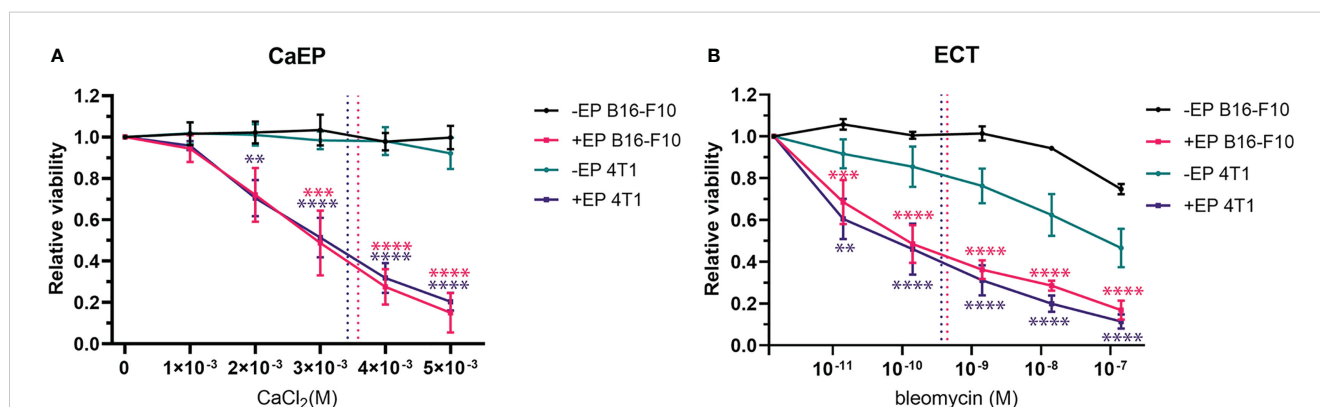 A
CaEP
1.2
1.0
0.8
0.6
0.4
0.2
0.0
Relative viability
**
***
****
****
****
****
****
0
1×10⁻³
2×10⁻³
3×10⁻³
4×10⁻³
5×10⁻³
CaCl₂(M)
-EP B16-F10
+EP B16-F10
-EP 4T1
+EP 4T1
B
ECT
1.2
1.0
0.8
0.6
0.4
0.2
0.0
Relative viability
***
**
****
****
****
****
****
****
****
****
10⁻¹¹
10⁻¹⁰
10⁻⁹
10⁻⁸
10⁻⁷
bleomycin (M)
-EP B16-F10
+EP B16-F10
-EP 4T1
+EP 4T1